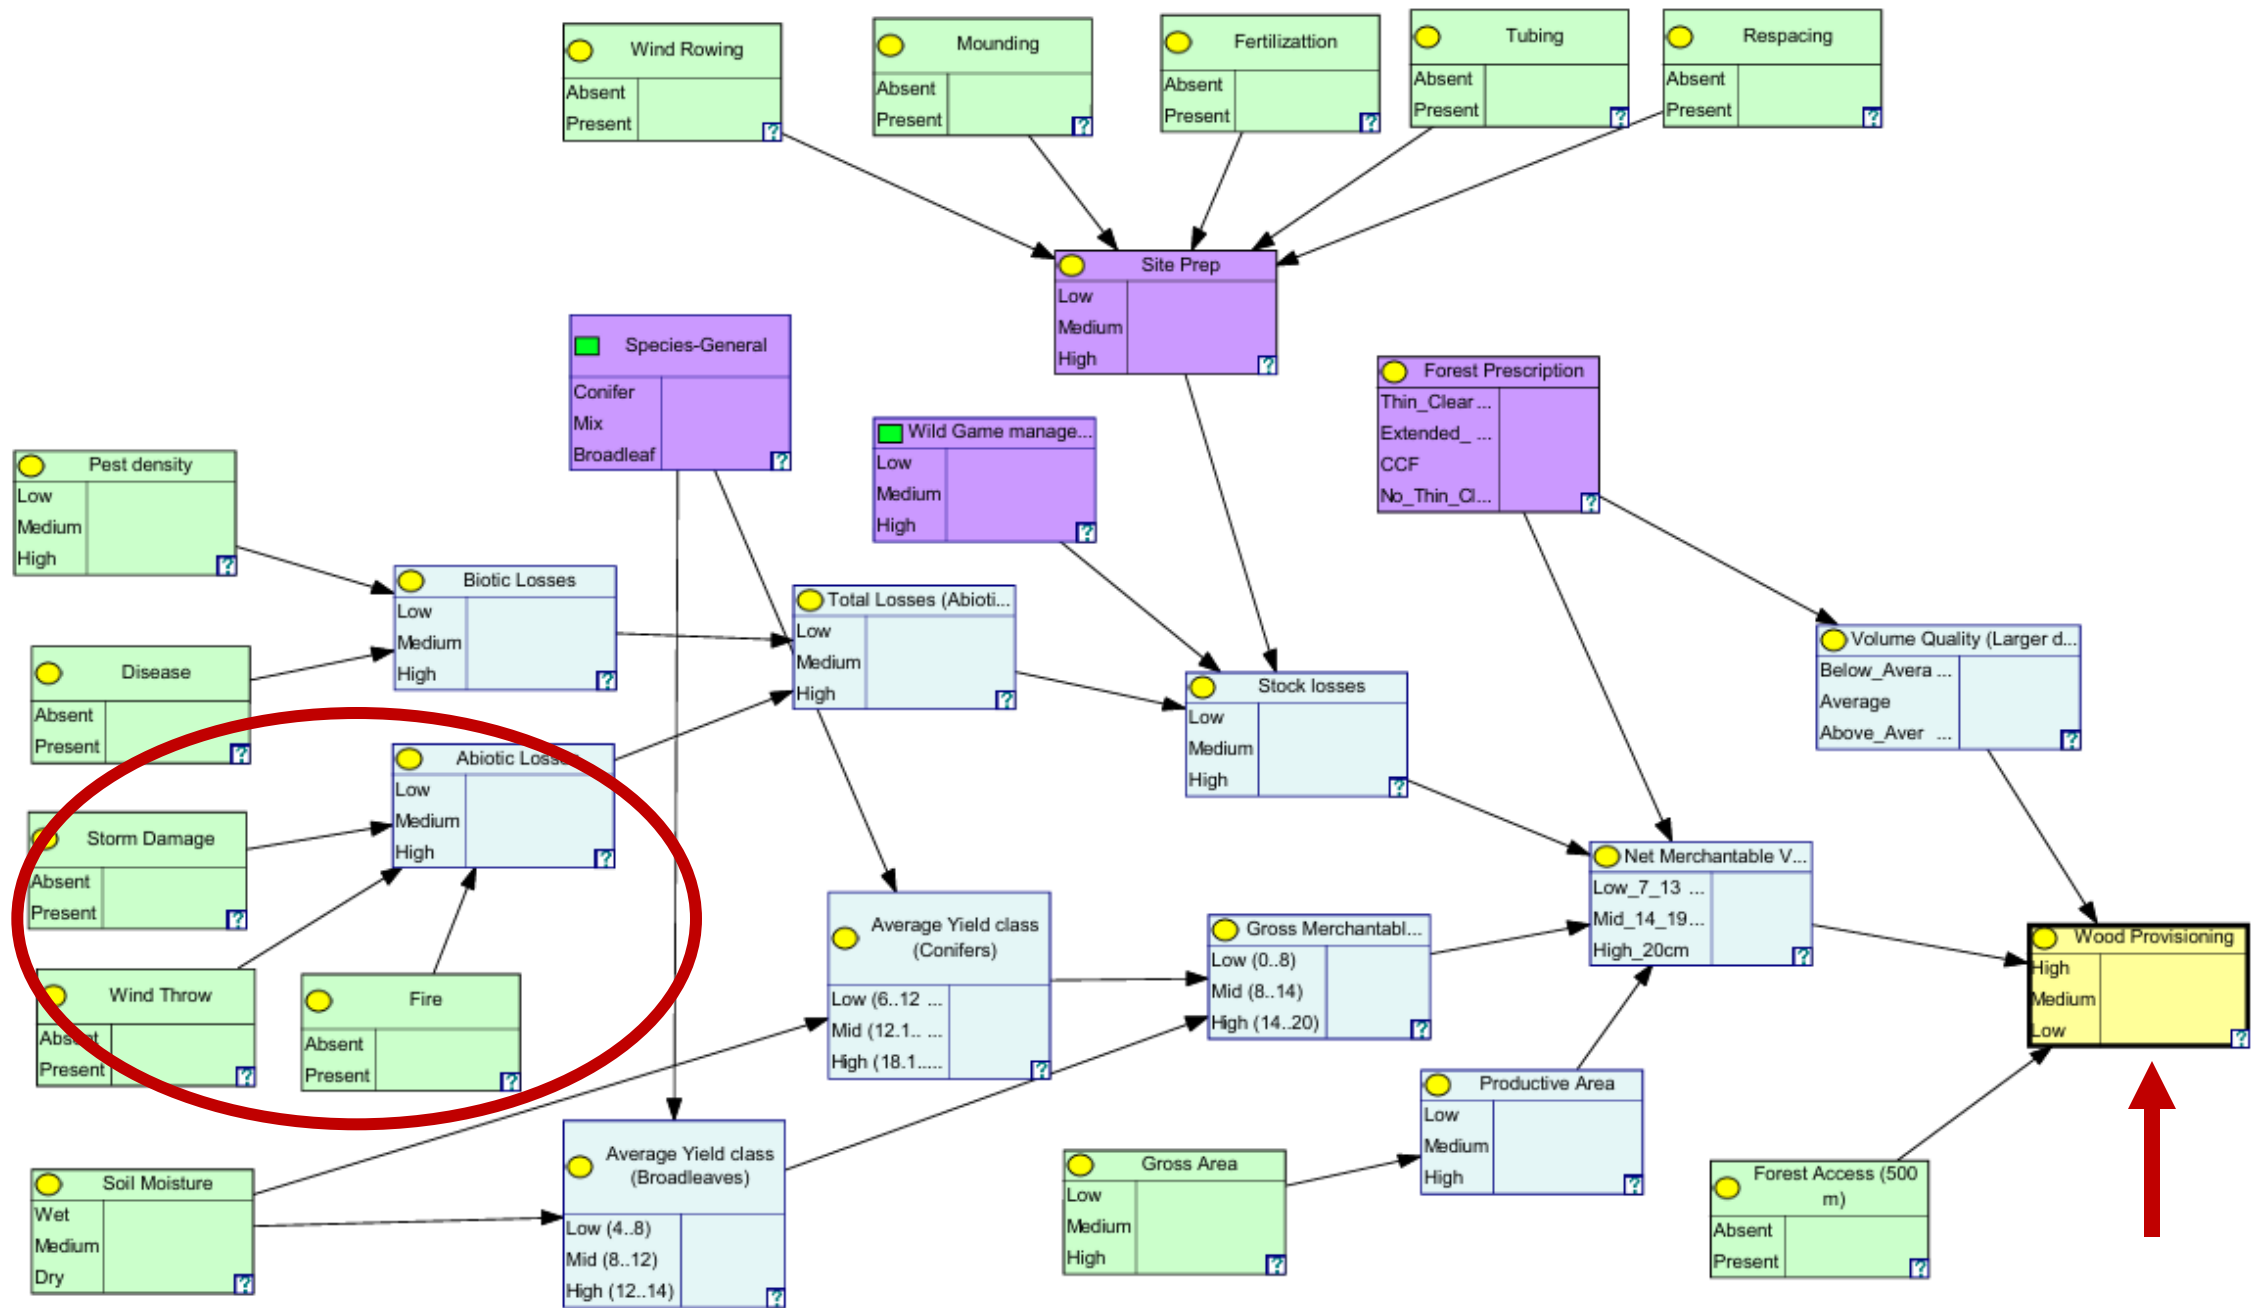 Wind Rowing
Absent
Present
?
Mounding
Absent
Present
?
Fertilizattion
Absent
Present
?
Tubing
Absent
Present
?
Respacing
Absent
Present
?
Site Prep
Low
Medium
High
?
Species-General
Conifer
Mix
Broadleaf
?
Forest Prescription
Thin_Clear ...
Extended_ ...
CCF
No_Thin_Cl...
?
Wild Game manage...
Low
Medium
High
?
Pest density
Low
Medium
High
?
Biotic Losses
Low
Medium
High
?
Total Losses (Abioti...
Low
Medium
High
?
Volume Quality (Larger d...
Below_Avera ...
Average
Above_Aver ...
?
Disease
Absent
Present
?
Stock losses
Low
Medium
High
?
Abiotic Losses
Low
Medium
High
?
Storm Damage
Absent
Present
?
Net Merchantable V...
Low_7_13 ...
Mid_14_19...
High_20cm
?
Average Yield class
(Conifers)
Low (6..12 ...
Mid (12.1.. ...
High (18.1.....
?
Gross Merchantabl...
Low (0..8)
Mid (8..14)
High (14..20)
?
Wood Provisioning
High
Medium
Low
?
Wind Throw
Absent
Present
?
Fire
Absent
Present
?
Productive Area
Low
Medium
High
?
Average Yield class
(Broadleaves)
Low (4..8)
Mid (8..12)
High (12..14)
?
Gross Area
Low
Medium
High
?
Forest Access (500
m)
Absent
Present
?
Soil Moisture
Wet
Medium
Dry
?